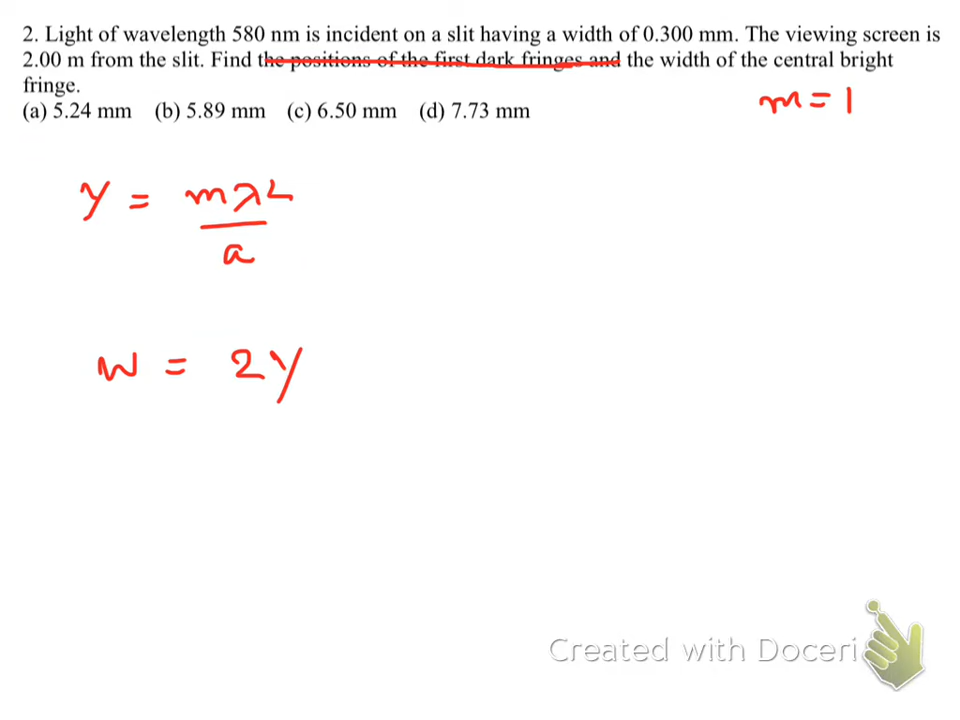 2. Light of wavelength 580 nm is incident on a slit having a width of 0.300 mm. The viewing screen is
2.00 m from the slit. Find the positions of the first dark fringes and the width of the central bright
fringe.
m = 1
(a) 5.24 mm (b) 5.89 mm (c) 6.50 mm (d) 7.73 mm
y = mλL
a
W = 2y
Created with Doceri